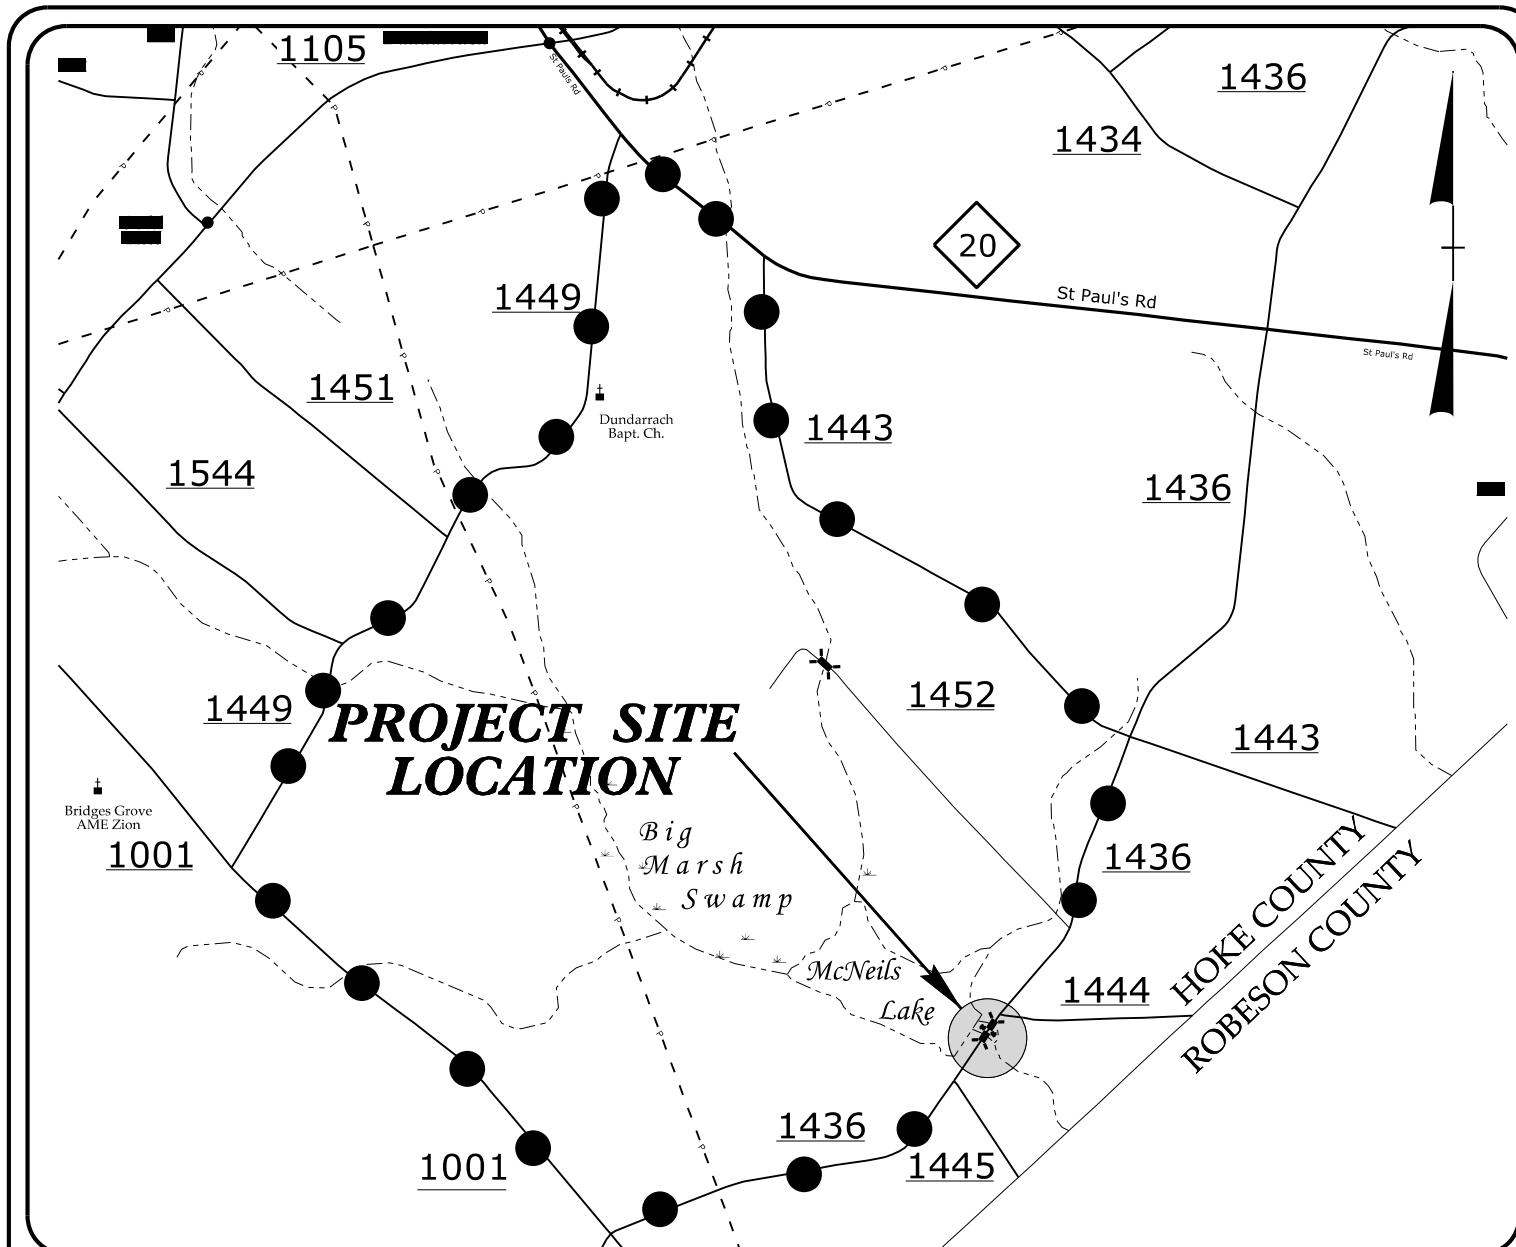 1105
St Paul's Rd
1436
1434
20
1449
St Paul's Rd
St Paul's Rd
1451
Dundarrach
Bapt. Ch.
1443
1544
1436
1449
PROJECT SITE
LOCATION
1452
1443
Bridges Grove
AME Zion
1001
Big
Marsh
Swamp
1436
HOKE COUNTY
ROBESON COUNTY
McNeils
Lake
1444
1436
1445
1001